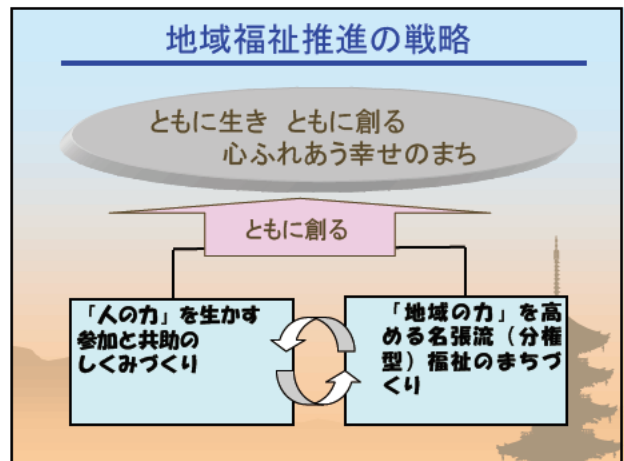 地域福祉推進の戦略
ともに生き ともに創る
心ふれあう幸せのまち
ともに創る
「人の力」を生かす
参加と共助の
しくみづくり
「地域の力」を高
める名張流（分権
型）福祉のまちづ
くり